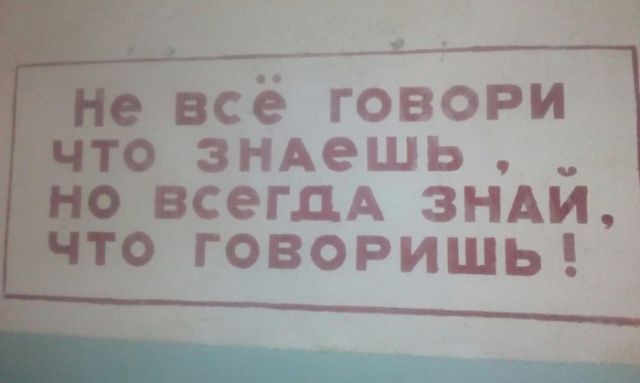 Не всё говори
что знаешь,
но всегда знай,
что говоришь!